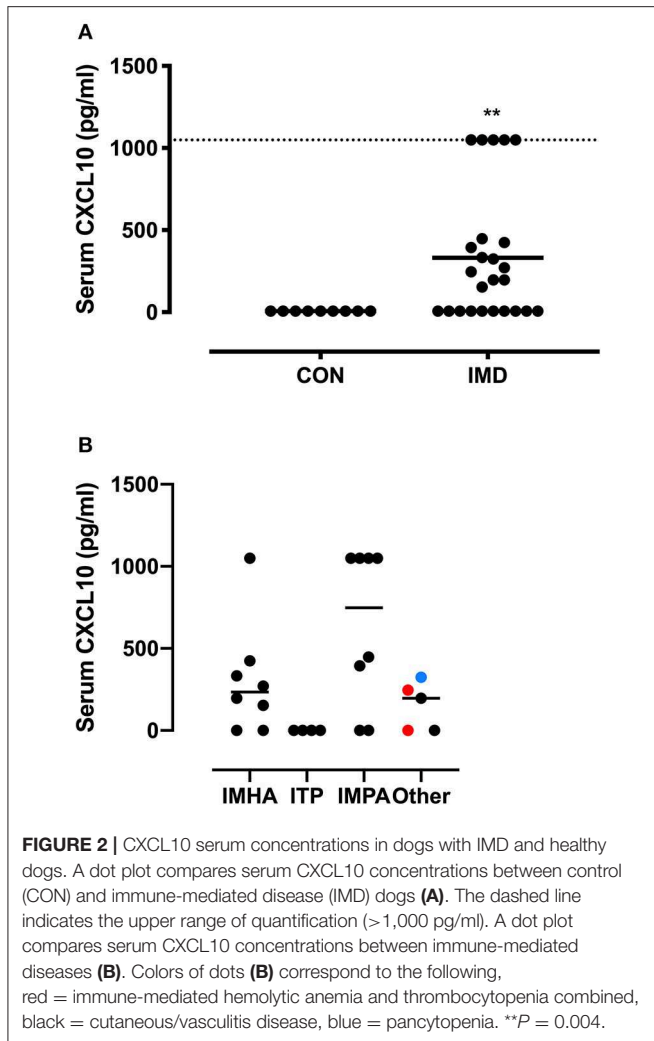 A
Serum CXCL10 (pg/ml)
1500
1000
500
0
**
CON IMD
B
Serum CXCL10 (pg/ml)
1500
1000
500
0
IMHA ITP IMPA Other
FIGURE 2 | CXCL10 serum concentrations in dogs with IMD and healthy
dogs. A dot plot compares serum CXCL10 concentrations between control
(CON) and immune-mediated disease (IMD) dogs (A). The dashed line
indicates the upper range of quantification (>1,000 pg/ml). A dot plot
compares serum CXCL10 concentrations between immune-mediated
diseases (B). Colors of dots (B) correspond to the following,
red = immune-mediated hemolytic anemia and thrombocytopenia combined,
black = cutaneous/vasculitis disease, blue = pancytopenia. **P = 0.004.